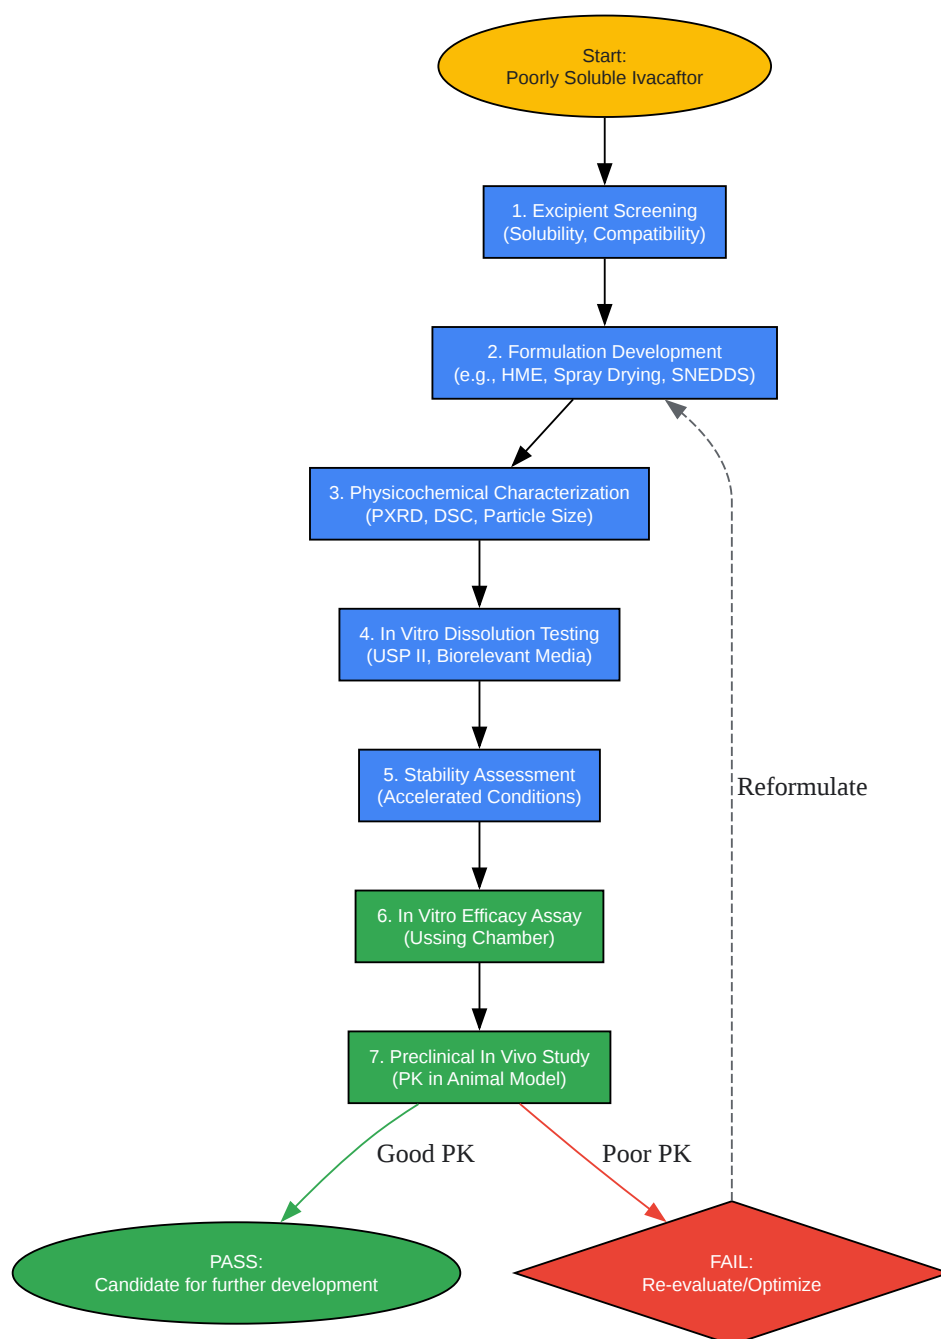 Start:
Poorly Soluble Ivacaftor
1. Excipient Screening
(Solubility, Compatibility)
2. Formulation Development
(e.g., HME, Spray Drying, SNEDDS)
3. Physicochemical Characterization
(PXRD, DSC, Particle Size)
4. In Vitro Dissolution Testing
(USP II, Biorelevant Media)
5. Stability Assessment
(Accelerated Conditions)
Reformulate
6. In Vitro Efficacy Assay
(Ussing Chamber)
7. Preclinical In Vivo Study
(PK in Animal Model)
Good PK
Poor PK
PASS:
Candidate for further development
FAIL:
Re-evaluate/Optimize